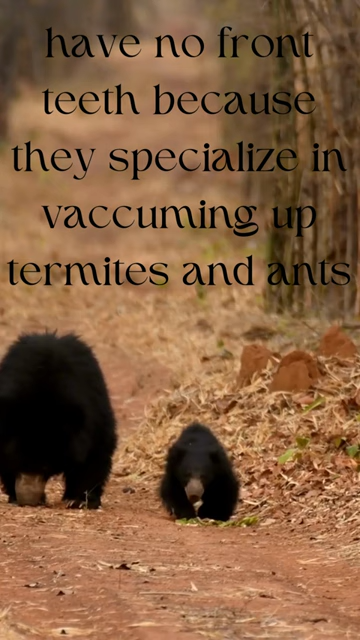 have no front
teeth because
they specialize in
vaccuming up
termites and ants